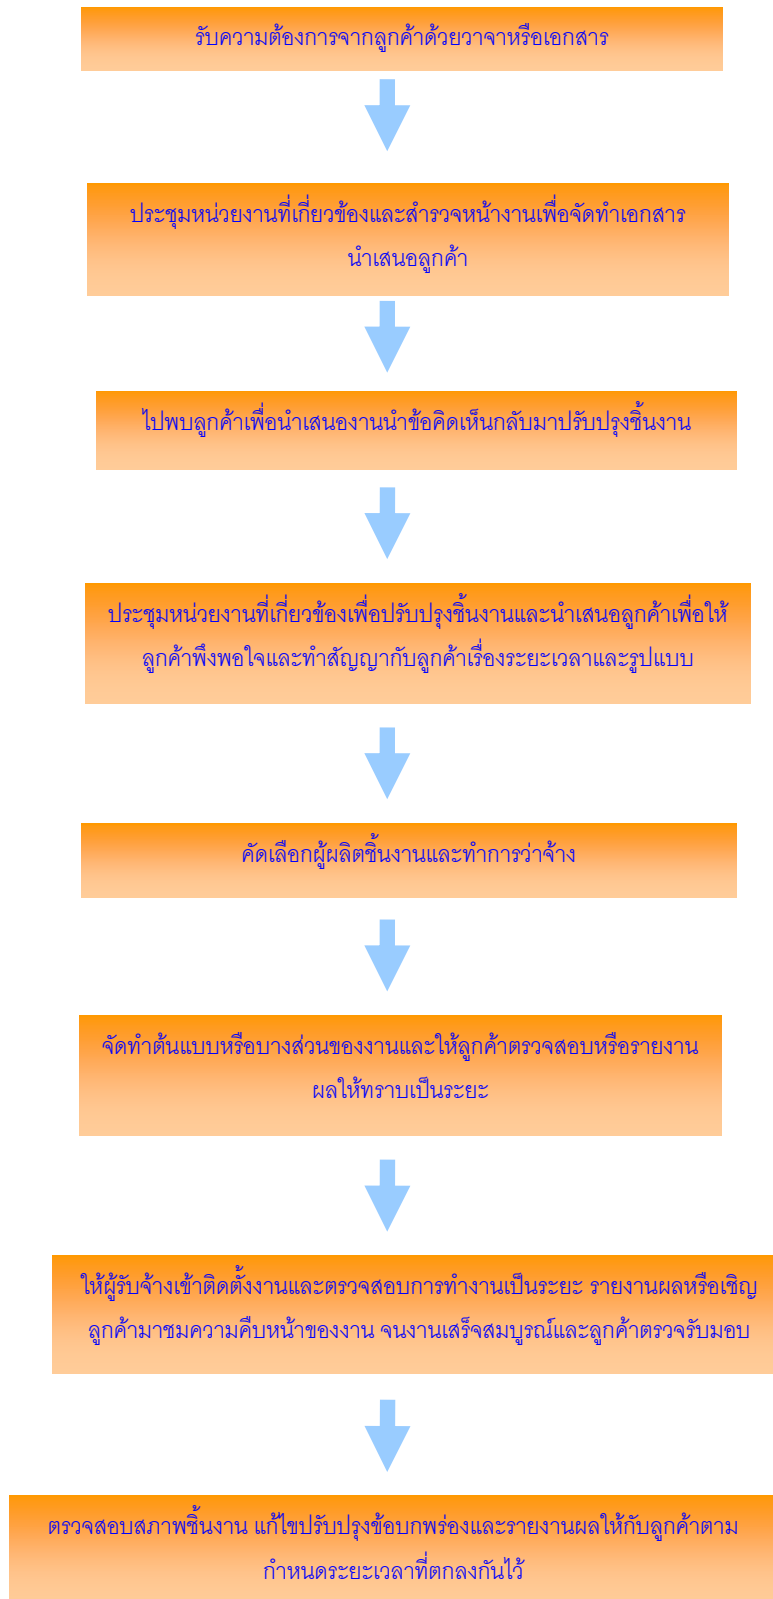 รับความต้องการจากลูกค้าด้วยวาจาหรือเอกสาร
ประชุมหน่วยงานที่เกี่ยวข้องและสำรวจหน้างานเพื่อจัดทำเอกสาร
นำเสนอลูกค้า
ไปพบลูกค้าเพื่อนำเสนองานนำข้อคิดเห็นกลับมาปรับปรุงชิ้นงาน
ประชุมหน่วยงานที่เกี่ยวข้องเพื่อปรับปรุงชิ้นงานและนำเสนอลูกค้าเพื่อให้
ลูกค้าพึงพอใจและทำสัญญากับลูกค้าเรื่องระยะเวลาและรูปแบบ
คัดเลือกผู้ผลิตชิ้นงานและทำการว่าจ้าง
จัดทำต้นแบบหรือบางส่วนของงานและให้ลูกค้าตรวจสอบหรือรายงาน
ผลให้ทราบเป็นระยะ
ให้ผู้รับจ้างเข้าติดตั้งงานและตรวจสอบการทำงานเป็นระยะ รายงานผลหรือเชิญ
ลูกค้ามาชมความคืบหน้าของงาน จนงานเสร็จสมบูรณ์และลูกค้าตรวจรับมอบ
ตรวจสอบสภาพชิ้นงาน แก้ไขปรับปรุงข้อบกพร่องและรายงานผลให้กับลูกค้าตาม
กำหนดระยะเวลาที่ตกลงกันไว้